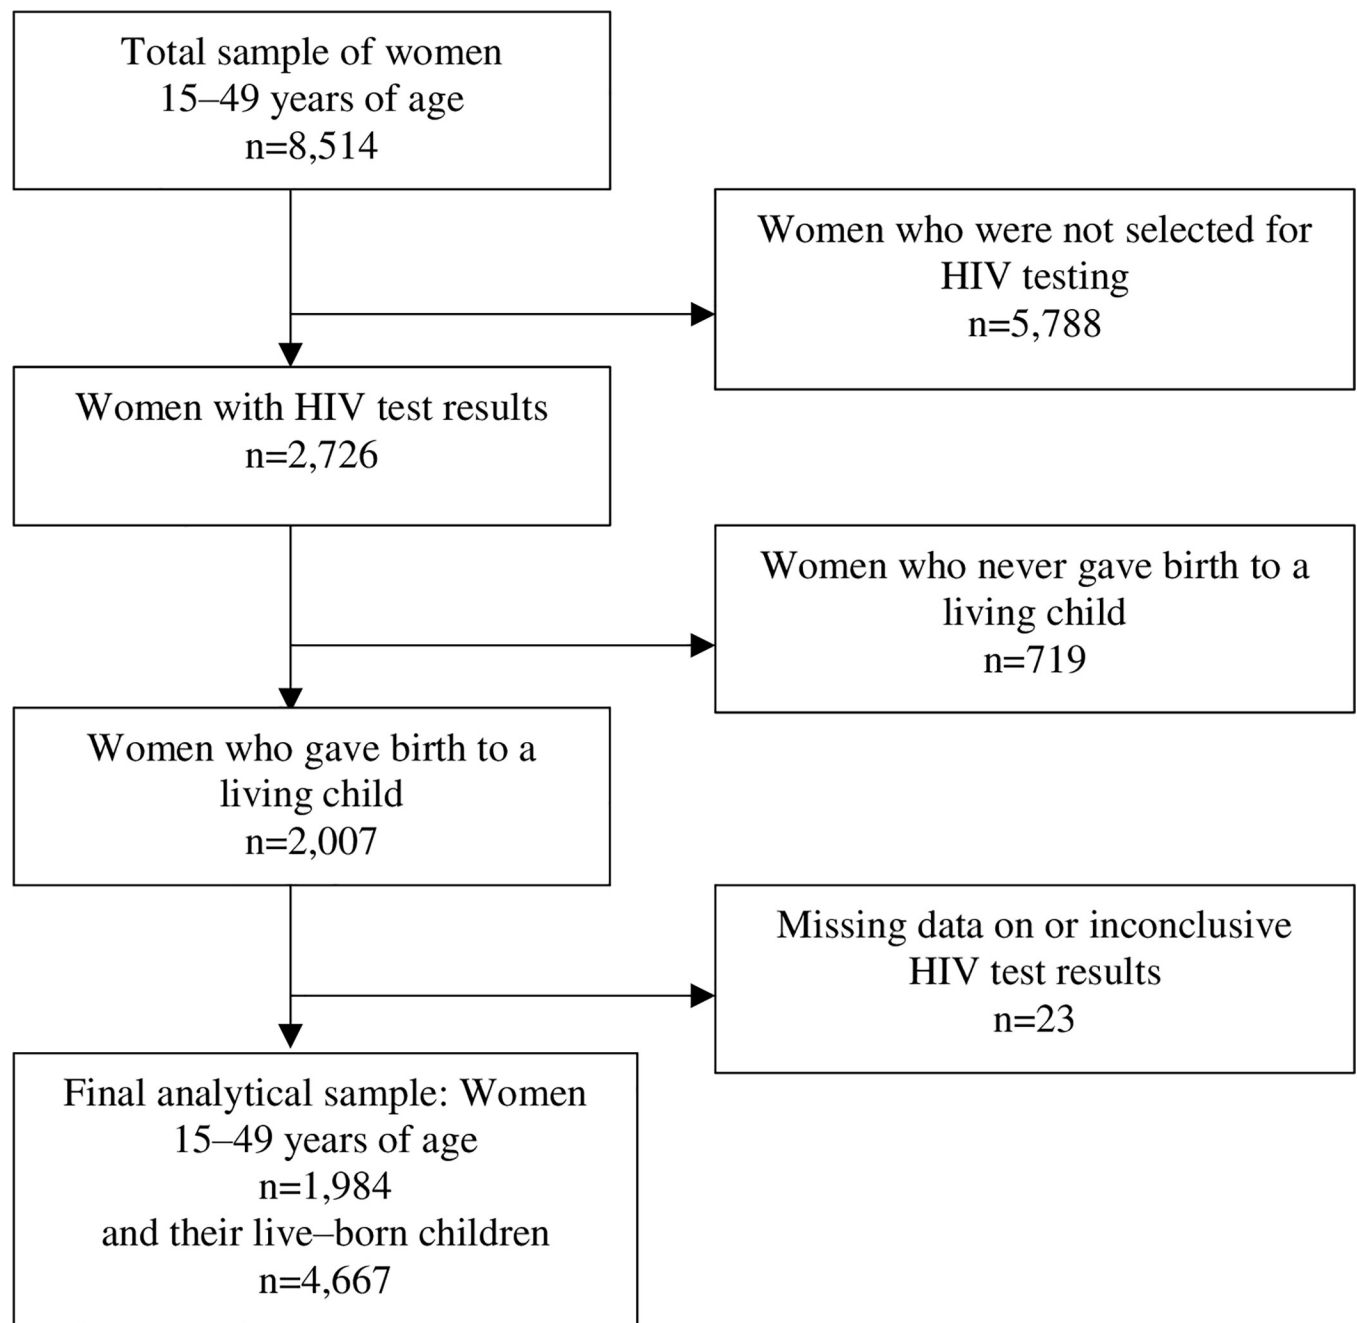 Total sample of women
15–49 years of age
n=8,514
Women who were not selected for
HIV testing
n=5,788
Women with HIV test results
n=2,726
Women who never gave birth to a
living child
n=719
Women who gave birth to a
living child
n=2,007
Missing data on or inconclusive
HIV test results
n=23
Final analytical sample: Women
15–49 years of age
n=1,984
and their live–born children
n=4,667